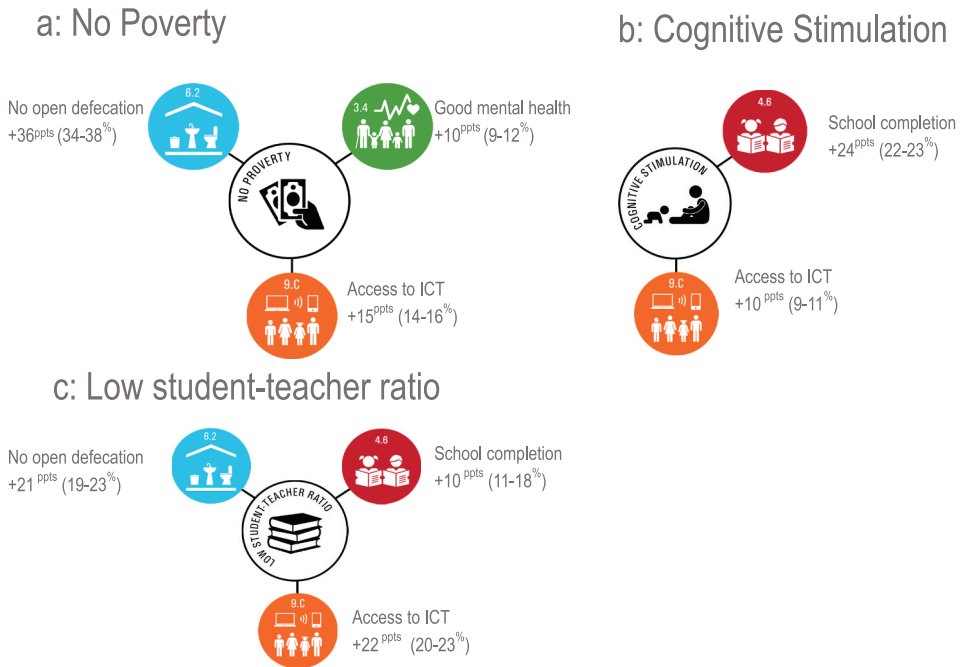 a: No Poverty
b: Cognitive Stimulation
No open defecation
+36ppts (34-38%)
6.2
3.4
Good mental health
+10ppts (9-12%)
NO PROVERTY
9.C
Access to ICT
+15ppts (14-16%)
4.6
School completion
+24ppts (22-23%)
COGNITIVE STIMULATION
9.C
Access to ICT
+10 ppts (9-11%)
c: Low student-teacher ratio
No open defecation
+21 ppts (19-23%)
6.2
4.6
School completion
+10 ppts (11-18%)
LOW STUDENT-TEACHER RATIO
9.C
Access to ICT
+22 ppts (20-23%)